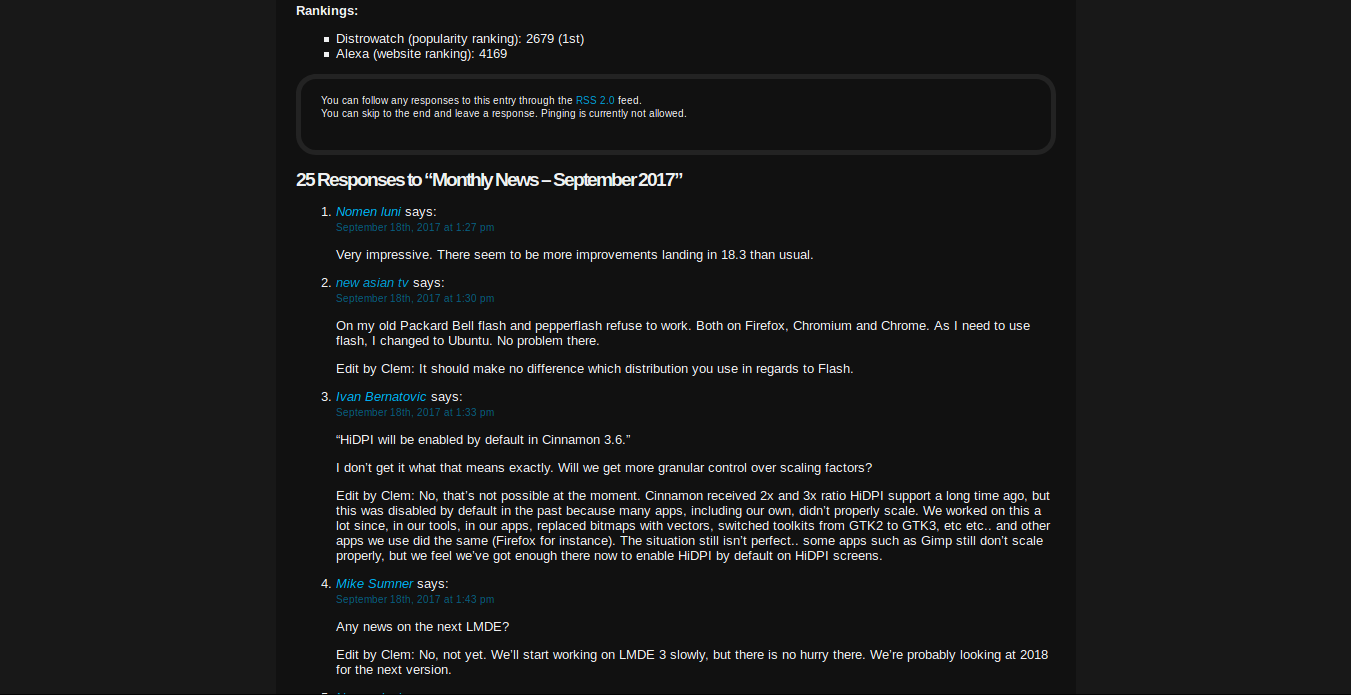 Rankings:
Distrowatch (popularity ranking): 2679 (1st)
Alexa (website ranking): 4169
You can follow any responses to this entry through the RSS 2.0 feed.
You can skip to the end and leave a response. Pinging is currently not allowed.
25 Responses to “Monthly News – September 2017”
1. Nomen luni says:
September 18th, 2017 at 1:27 pm
Very impressive. There seem to be more improvements landing in 18.3 than usual.
2. new asian tv says:
September 18th, 2017 at 1:30 pm
On my old Packard Bell flash and pepperflash refuse to work. Both on Firefox, Chromium and Chrome. As I need to use
flash, I changed to Ubuntu. No problem there.
Edit by Clem: It should make no difference which distribution you use in regards to Flash.
3. Ivan Bernatovic says:
September 18th, 2017 at 1:33 pm
“HiDPI will be enabled by default in Cinnamon 3.6.”
I don’t get it what that means exactly. Will we get more granular control over scaling factors?
Edit by Clem: No, that’s not possible at the moment. Cinnamon received 2x and 3x ratio HiDPI support a long time ago, but
this was disabled by default in the past because many apps, including our own, didn’t properly scale. We worked on this a
lot since, in our tools, in our apps, replaced bitmaps with vectors, switched toolkits from GTK2 to GTK3, etc etc.. and other
apps we use did the same (Firefox for instance). The situation still isn’t perfect.. some apps such as Gimp still don’t scale
properly, but we feel we’ve got enough there now to enable HiDPI by default on HiDPI screens.
4. Mike Sumner says:
September 18th, 2017 at 1:43 pm
Any news on the next LMDE?
Edit by Clem: No, not yet. We’ll start working on LMDE 3 slowly, but there is no hurry there. We’re probably looking at 2018
for the next version.